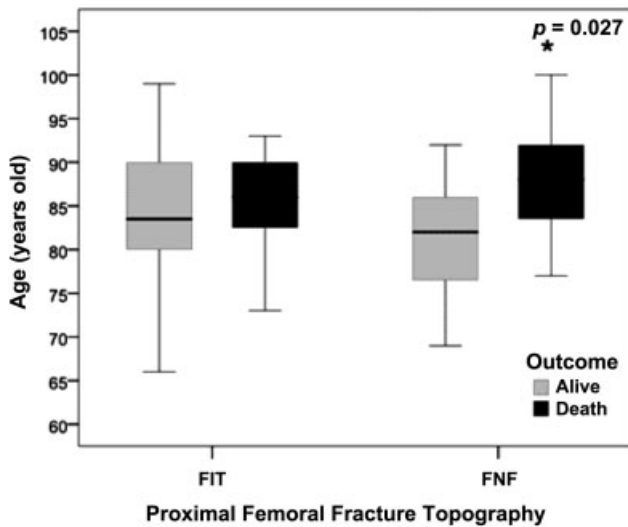 p = 0.027
*
105
100
95
90
85
80
75
70
65
60
Age (years old)
Outcome
Alive
Death
FIT FNF
Proximal Femoral Fracture Topography